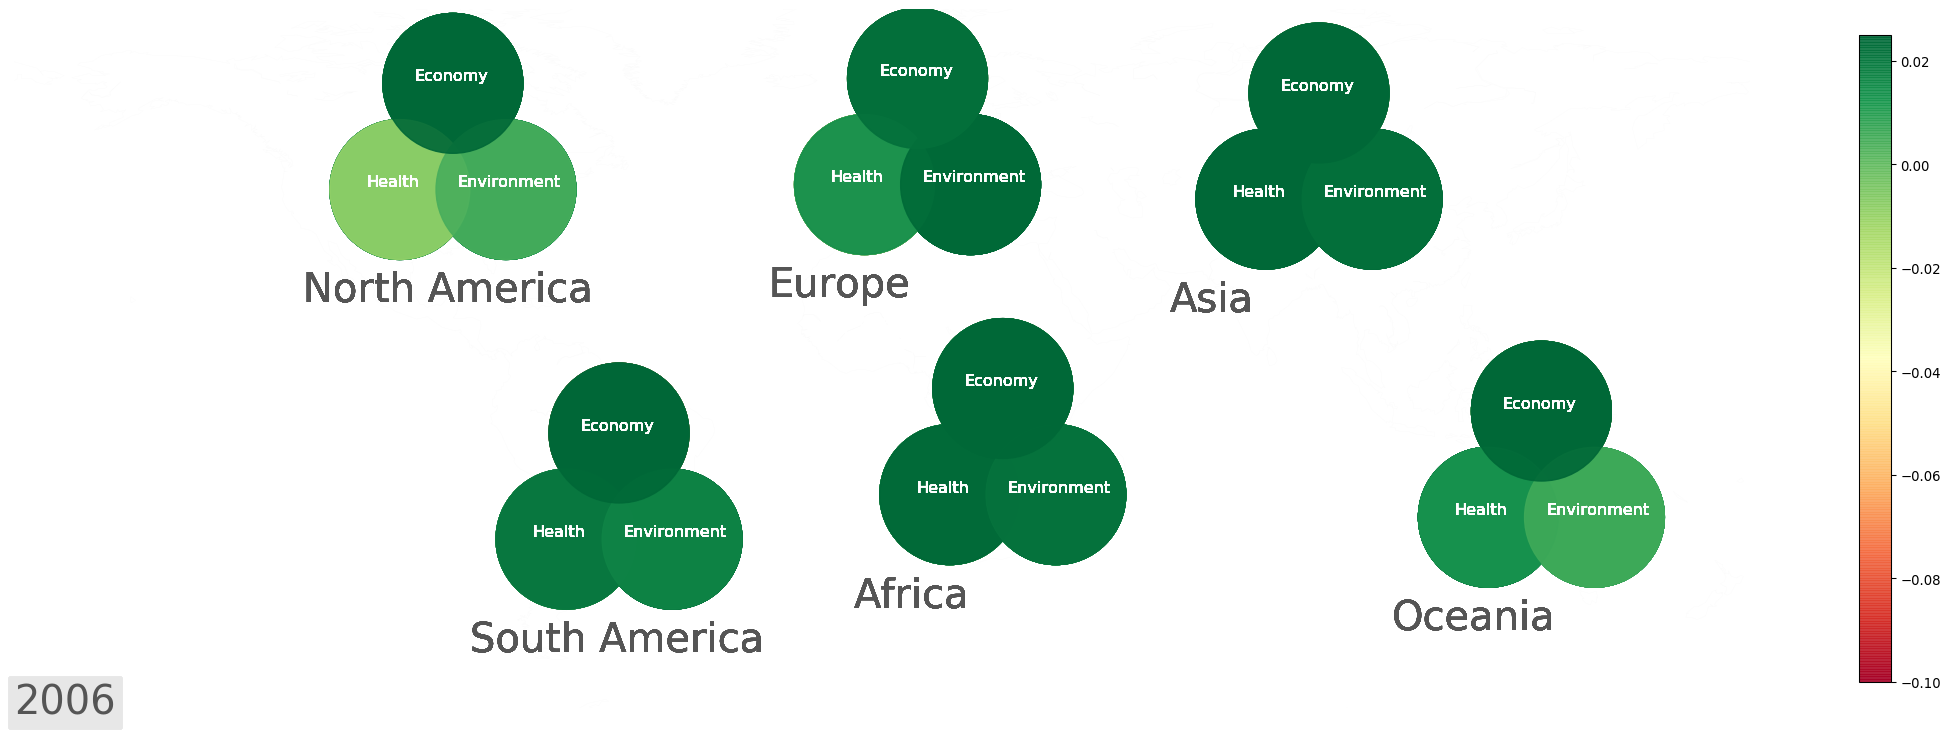 Economy
Health
Environment
North America
Economy
Health
Environment
Europe
Economy
Health
Environment
Asia
Economy
Health
Environment
South America
Economy
Health
Environment
Africa
Economy
Health
Environment
Oceania
2006
0.02
0.00
−0.02
−0.04
−0.06
−0.08
−0.10